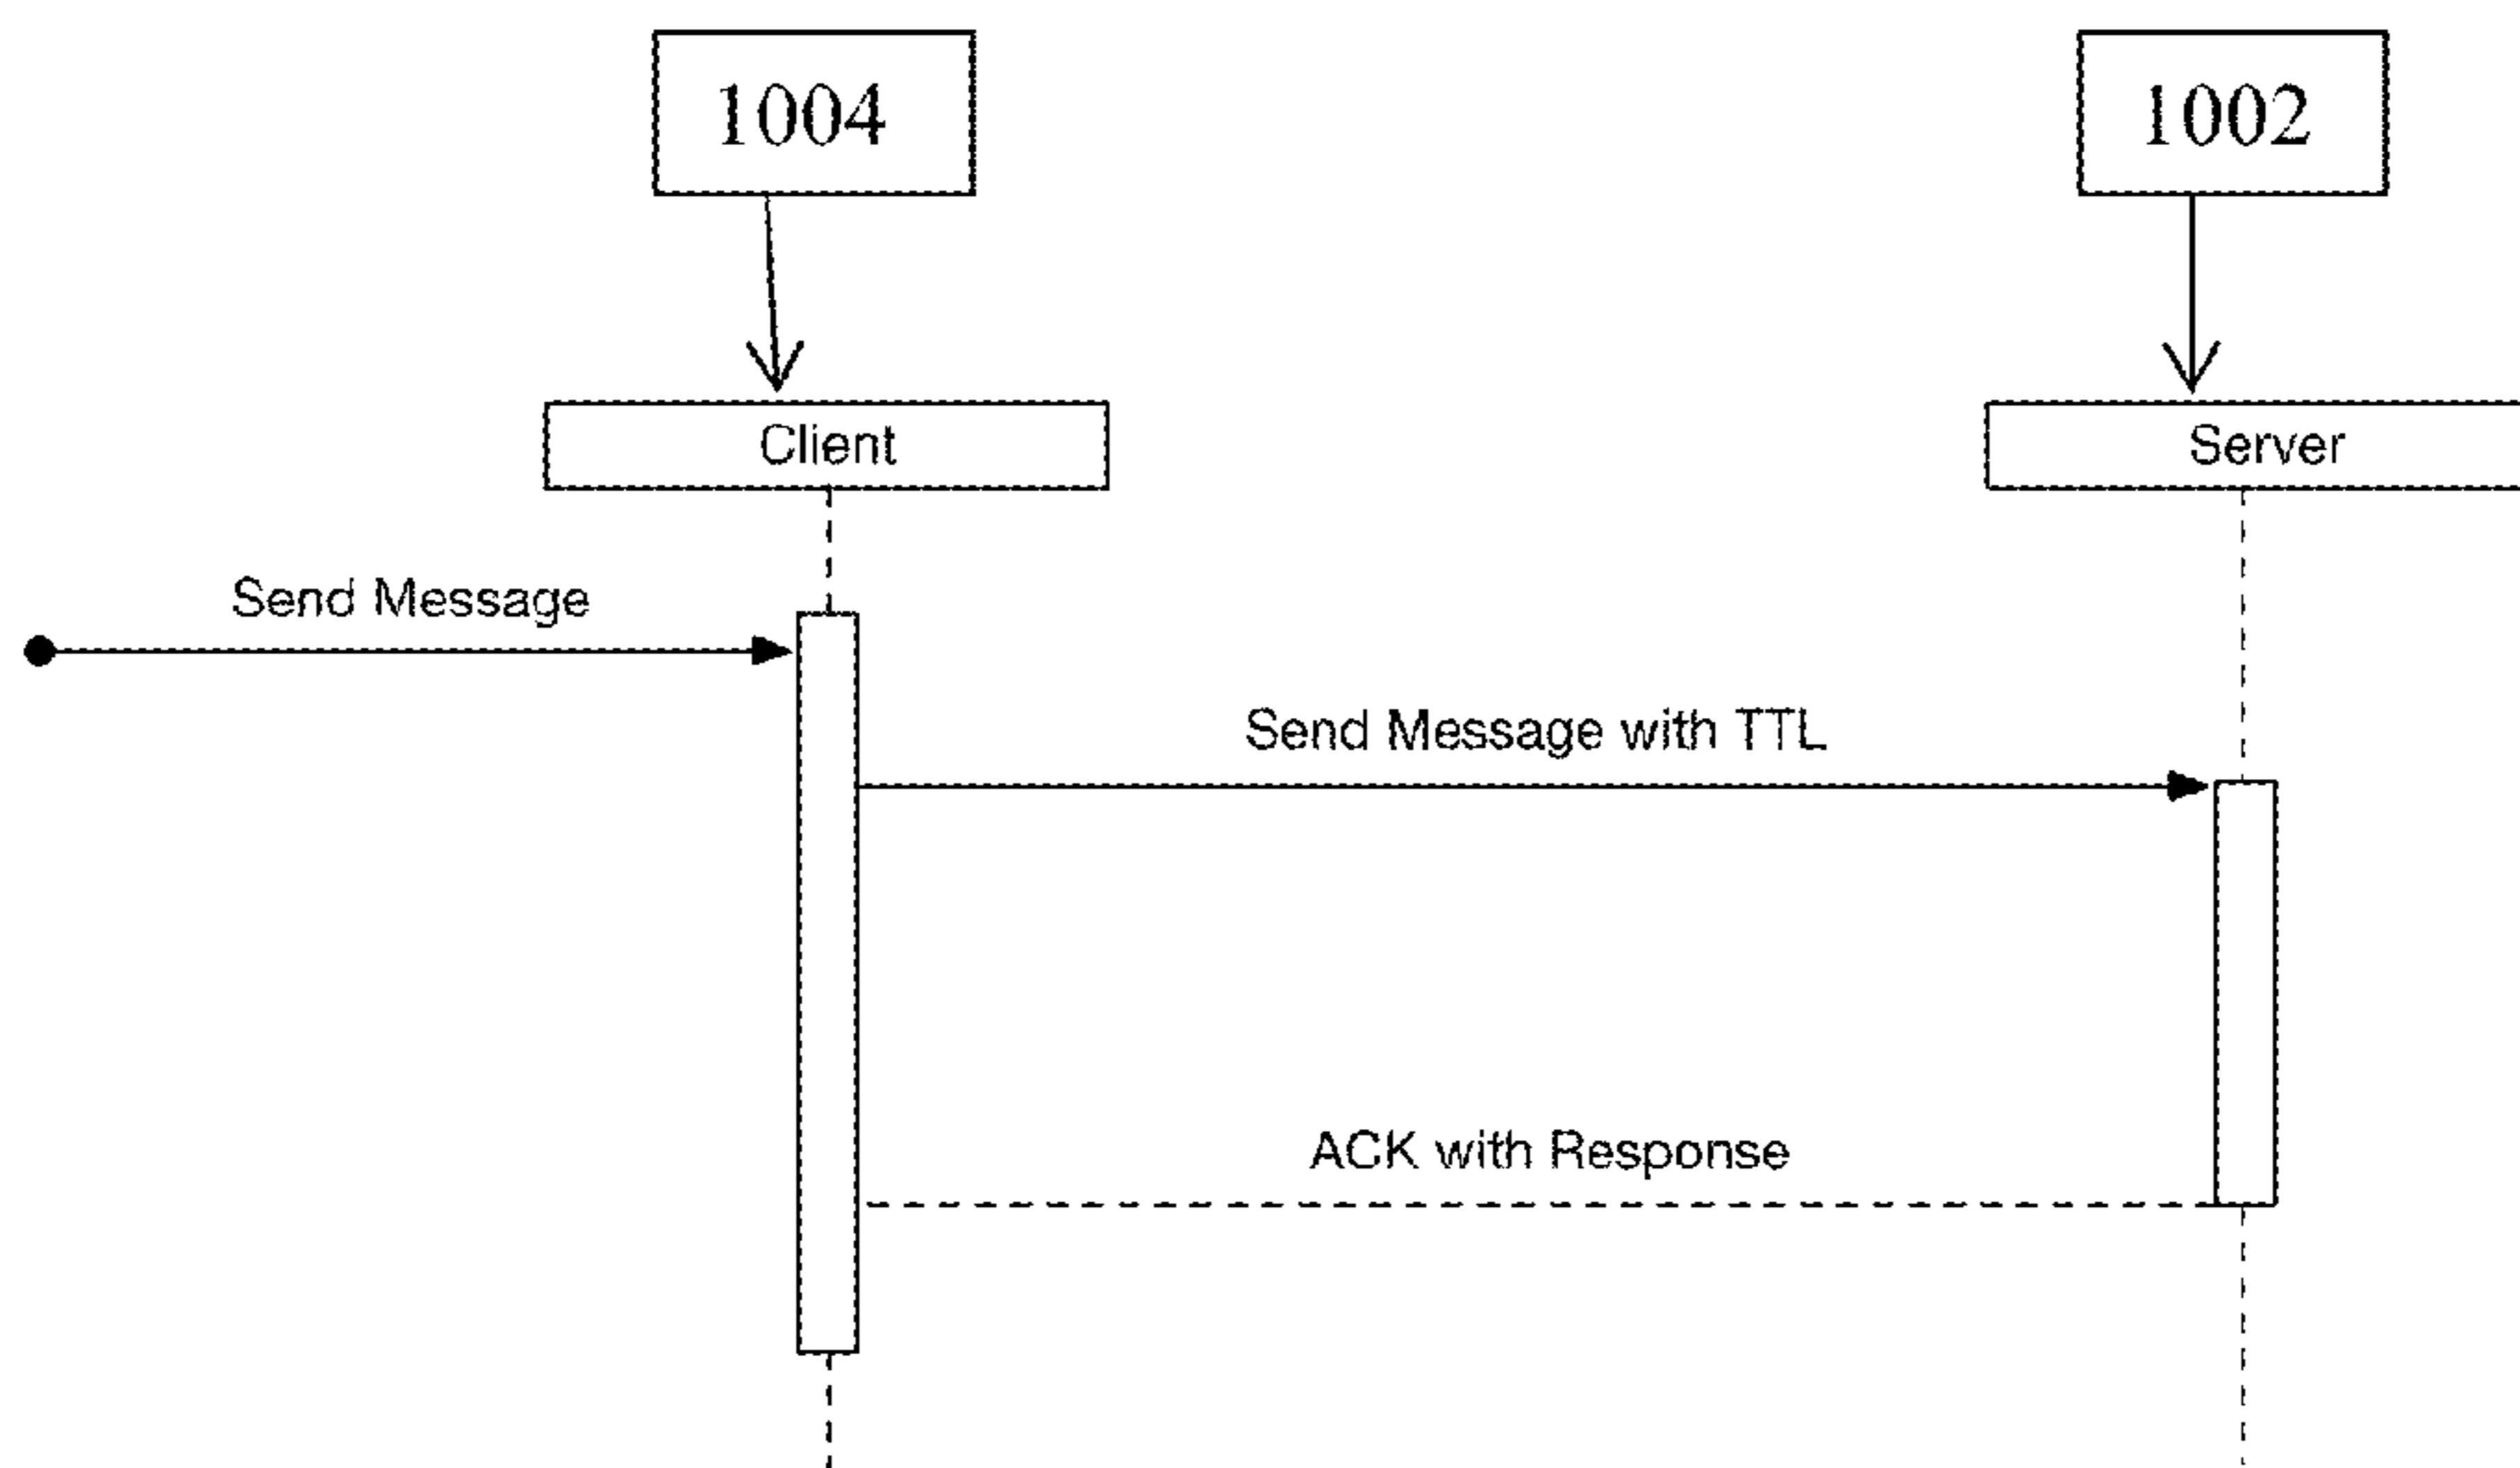 1004
1002
Client
Server
Send Message
Send Message with TTL
ACK with Response